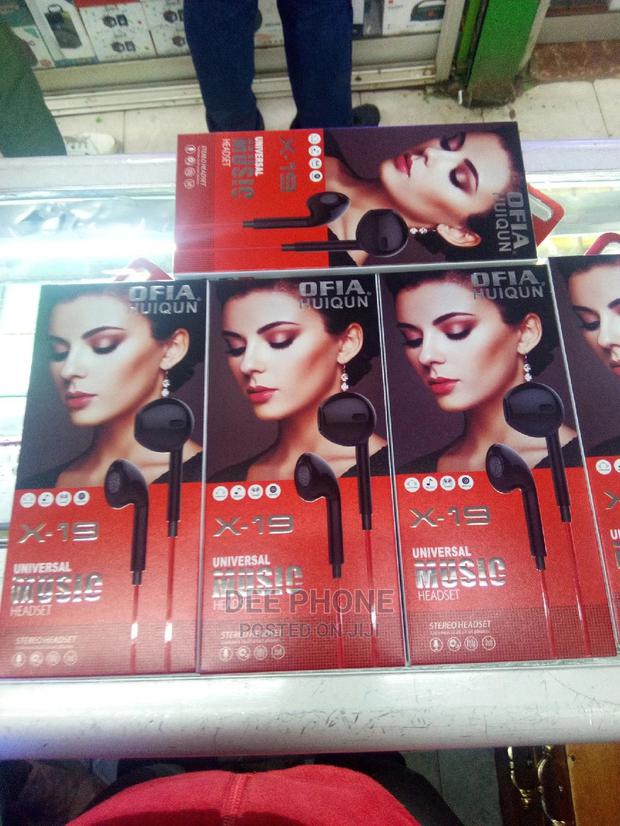 X-19
UNIVERSAL
MUSIC
HEADSET
STEREO HEADSET
OFIA
HUIQUN
OFIA
HUIQUN
X-19
UNIVERSAL
MUSIC
HEADSET
STEREO HEADSET
OFIA
HUIQUN
X-19
UNIVERSAL
MUSIC
STEREO HEADSET
OFIA
HUIQUN
X-19
UNIVERSAL
MUSIC
HEADSET
STEREO HEADSET
DEE PHONE
POSTED ON JIJI